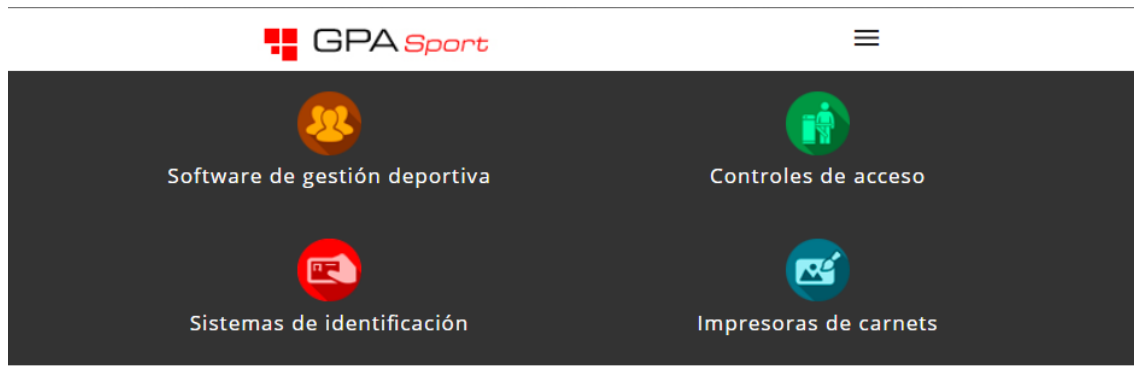 GPA Sport
Software de gestión deportiva
Controles de acceso
Sistemas de identificación
Impresoras de carnets